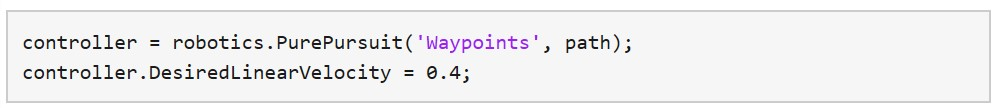 controller = robotics.PurePursuit('Waypoints', path);
controller.DesiredLinearVelocity = 0.4;